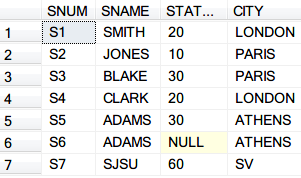 SNUM SNAME STAT... CITY
1 S1 SMITH 20 LONDON
2 S2 JONES 10 PARIS
3 S3 BLAKE 30 PARIS
4 S4 CLARK 20 LONDON
5 S5 ADAMS 30 ATHENS
6 S6 ADAMS NULL ATHENS
7 S7 SJSU 60 SV